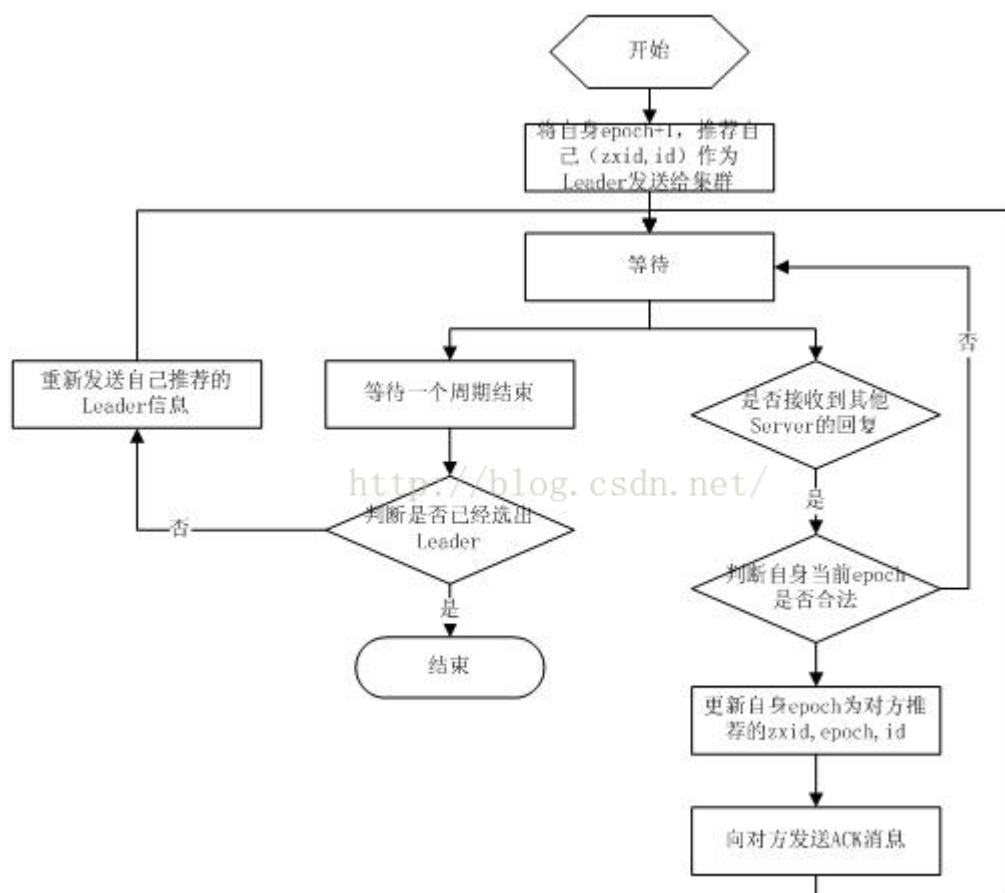 开始
将自身epoch+1，推荐自
己（zxid,id）作为
Leader发送给集群
等待
否
重新发送自己推荐的
Leader信息
等待一个周期结束
是否接收到其他
Server的回复
http://blog.csdn.net/
否
判断是否已经选出
Leader
是
判断自身当前epoch
是否合法
是
结束
更新自身epoch为对方推
荐的zxid,epoch,id
向对方发送ACK消息